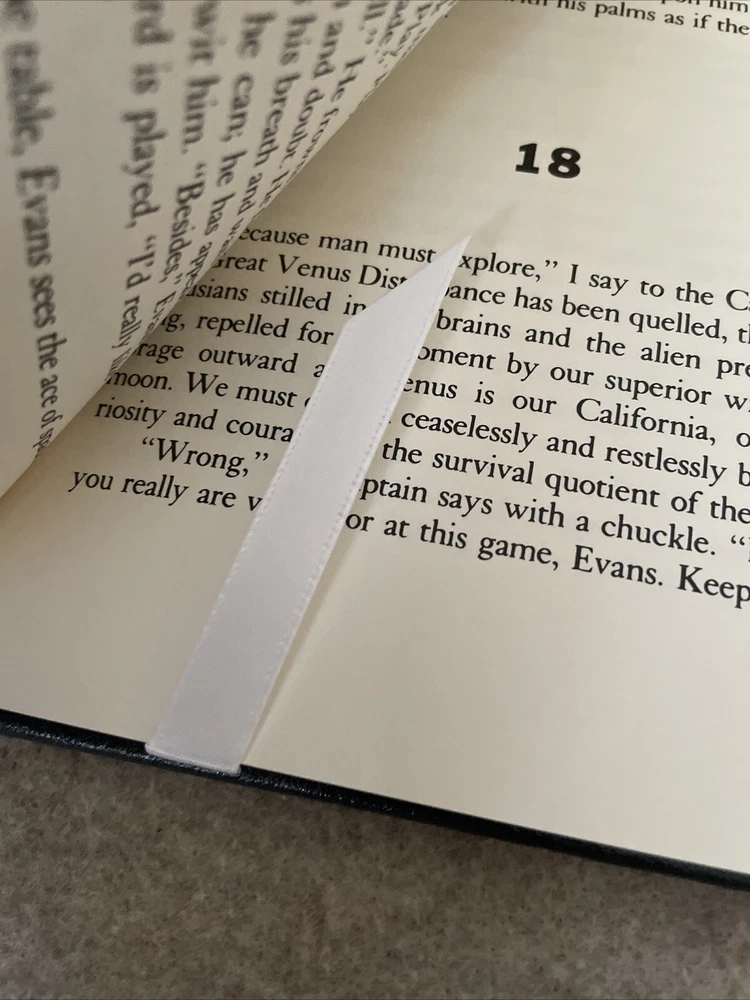 his palms as if the
18
ecause man must xplore,” I say to the
reat Venus Dis ance has been quelled,
usians stilled in brains and the alien
g, repelled for oment by our superior
rage outward enus is our California,
moon. We must ceaselessly and restlessly
riosity and coura the survival quotient of the
“Wrong,” ptain says with a chuckle.
you really are v or at this game, Evans. Keep
e table, Evans sees the ace of
rd is played, “I'd really
wit him. “Besides,
he can; he has
his breath and
and doubt.
He